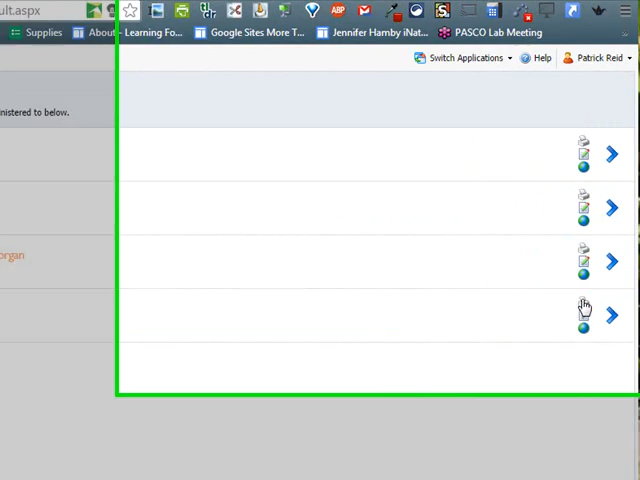 ult.aspx
ABP
Supplies
About - Learning Fo...
Google Sites More T...
Jennifer Hamby iNat...
PASCO Lab Meeting
Switch Applications
Help
Patrick Reid
nistered to below.
organ